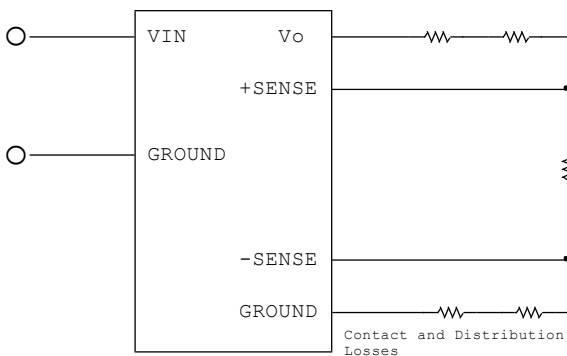 VIN Vo
+SENSE
GROUND
-SENSE
GROUND
Contact and Distribution
Losses